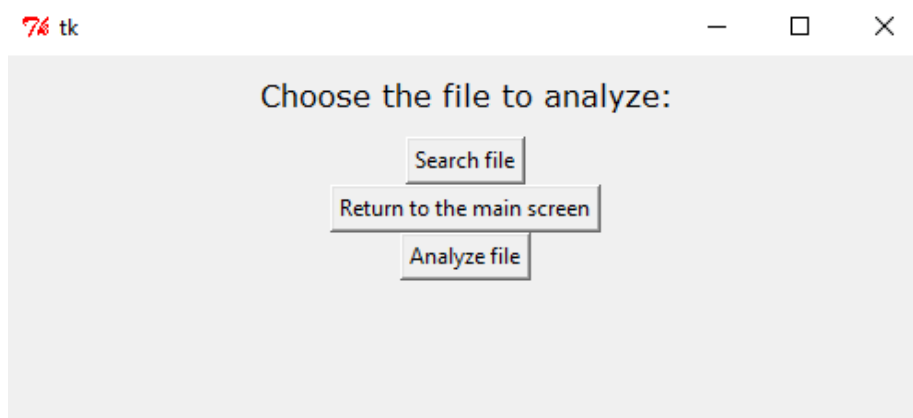 tk
Choose the file to analyze:
Search file
Return to the main screen
Analyze file